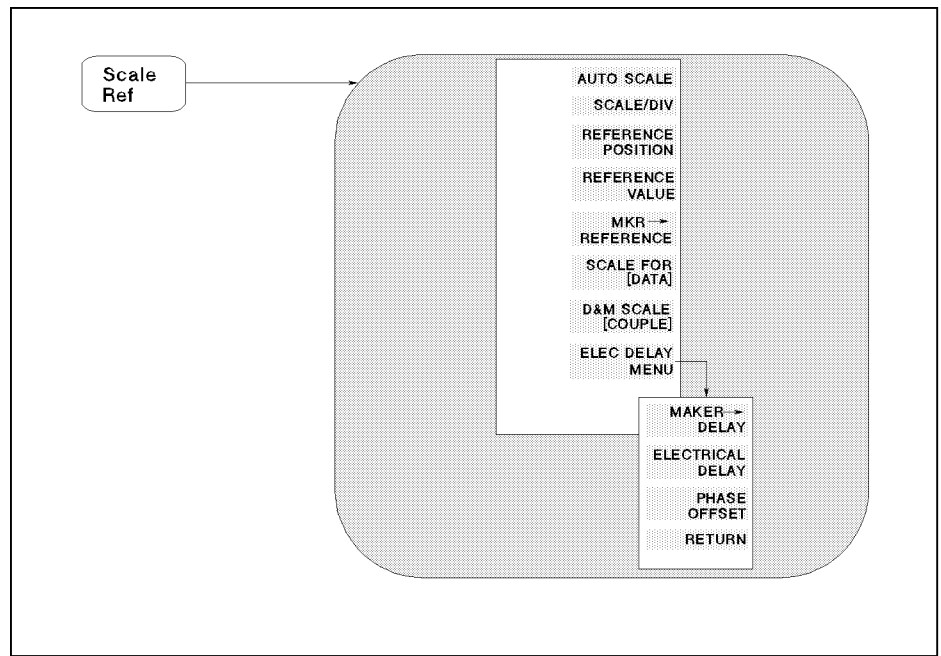 Scale
Ref
AUTO SCALE
SCALE/DIV
REFERENCE
POSITION
REFERENCE
VALUE
MKR→
REFERENCE
SCALE FOR
[DATA]
D&M SCALE
[COUPLE]
ELEC DELAY
MENU
MAKER→
DELAY
ELECTRICAL
DELAY
PHASE
OFFSET
RETURN